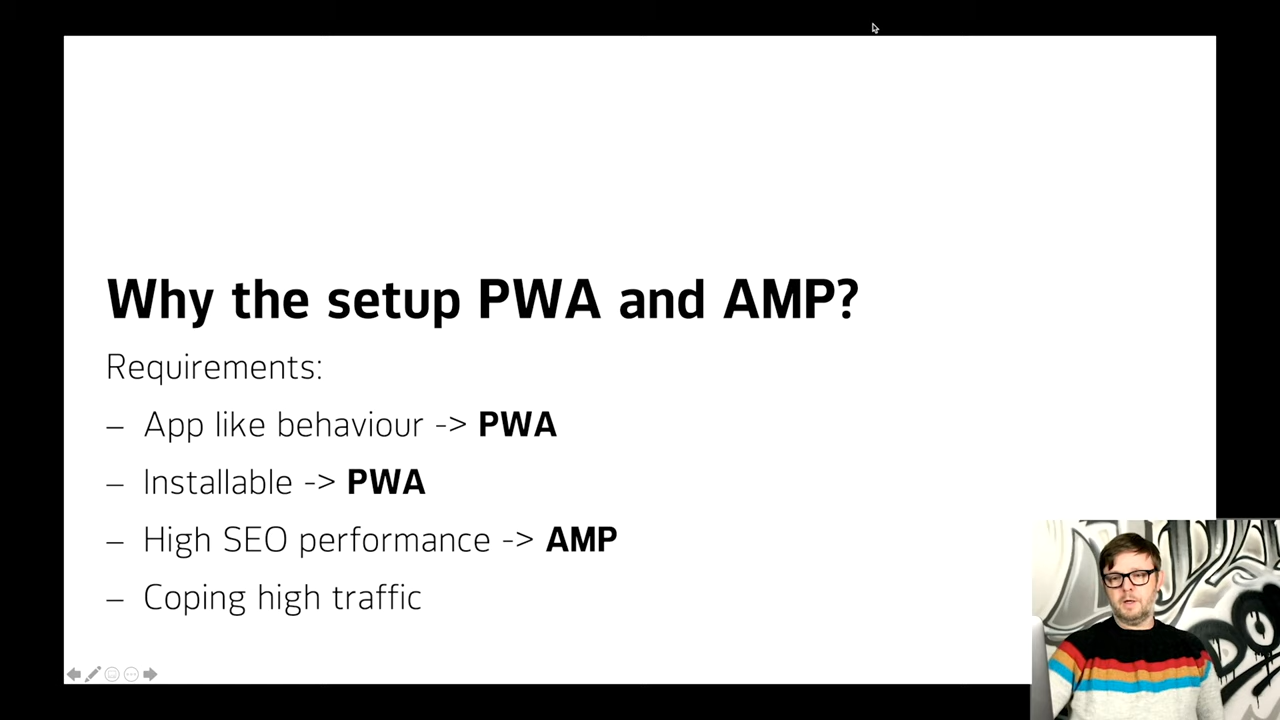 Why the setup PWA and AMP?
Requirements:
– App like behaviour -> PWA
– Installable -> PWA
– High SEO performance -> AMP
– Coping high traffic